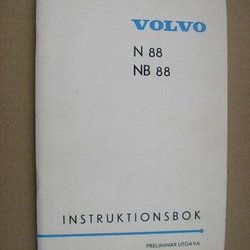 VOLVO
N 88
NB 88
INSTRUKTIONSBOK
PRELIMINÄR UTGÅVA